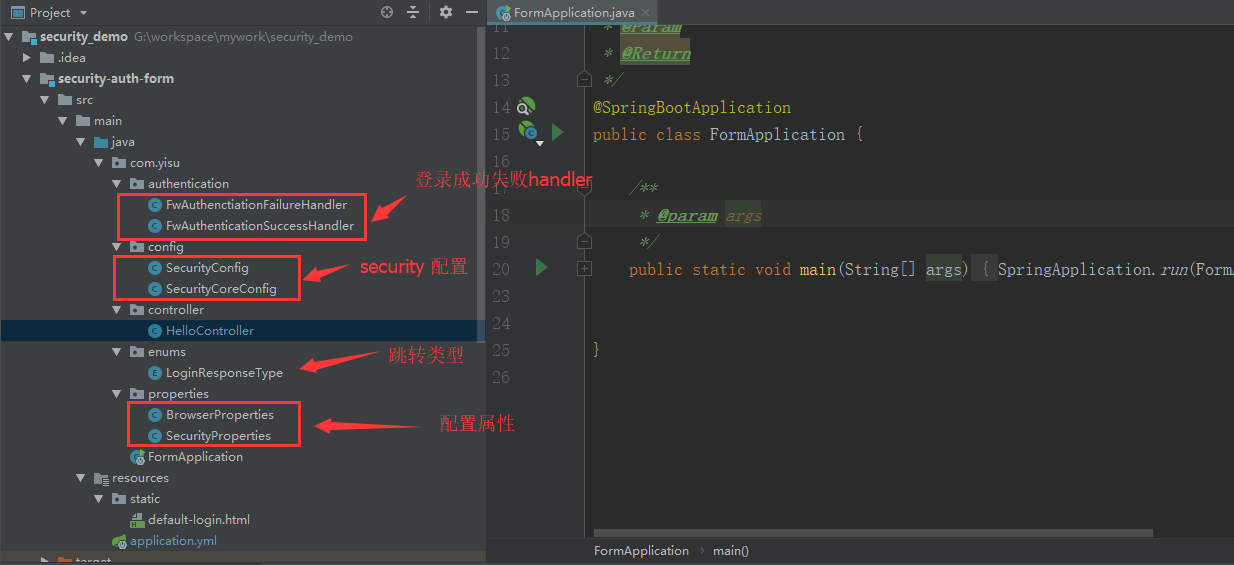 Project
security_demo G:\workspace\mywork\security_demo
.idea
security-auth-form
src
main
java
com.yisu
authentication
FwAuthenctiationFailureHandler
FwAuthenticationSuccessHandler
config
SecurityConfig
SecurityCoreConfig
controller
HelloController
enums
LoginResponseType
properties
BrowserProperties
SecurityProperties
FormApplication
resources
static
default-login.html
application.yml
target
登录成功失败handler
security 配置
跳转类型
配置属性
FormApplication.java
11 * @Param
12 * @Return
13 */
14 @SpringBootApplication
15 public class FormApplication {
16
17 /**
18 * @param args
19 */
20 public static void main(String[] args) { SpringApplication.run(FormA
23
24
25 }
26
FormApplication › main()